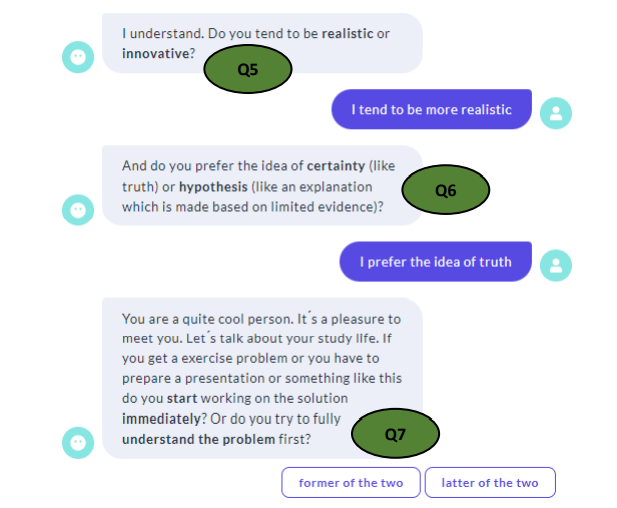 I understand. Do you tend to be realistic or
innovative?
Q5
I tend to be more realistic
And do you prefer the idea of certainty (like
truth) or hypothesis (like an explanation
which is made based on limited evidence)?
Q6
I prefer the idea of truth
You are a quite cool person. It´s a pleasure to
meet you. Let´s talk about your study life. If
you get a exercise problem or you have to
prepare a presentation or something like this
do you start working on the solution
immediately? Or do you try to fully
understand the problem first?
Q7
former of the two
latter of the two